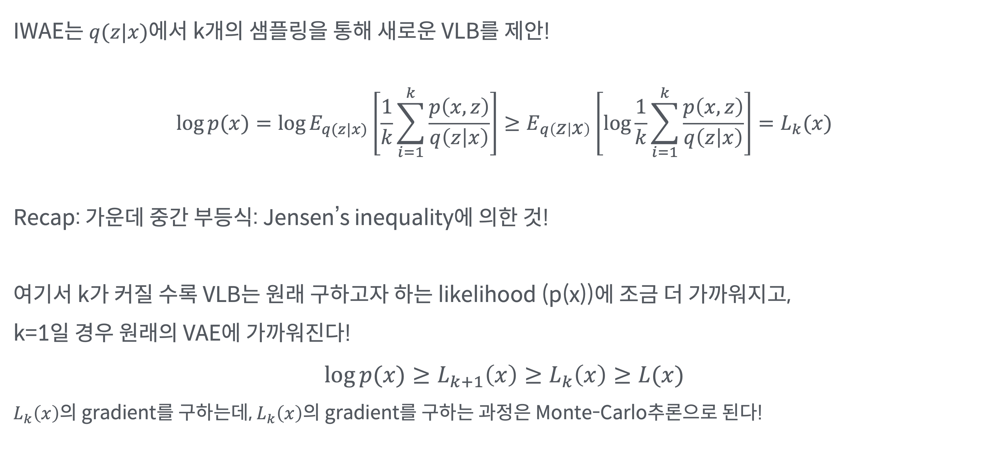 IWAE는 q(z|x)에서 k개의 샘플링을 통해 새로운 VLB를 제안!
log p(x) = log E_{q(z|x)} [ \frac{1}{k} \sum_{i=1}^{k} \frac{p(x,z)}{q(z|x)} ] ≥ E_{q(z|x)} [ log \frac{1}{k} \sum_{i=1}^{k} \frac{p(x,z)}{q(z|x)} ] = L_k(x)
Recap: 가운데 중간 부등식: Jensen's inequality에 의한 것!
여기서 k가 커질 수록 VLB는 원래 구하고자 하는 likelihood (p(x))에 조금 더 가까워지고,
k=1일 경우 원래의 VAE에 가까워진다!
log p(x) ≥ L_{k+1}(x) ≥ L_k(x) ≥ L(x)
L_k(x)의 gradient를 구하는데, L_k(x)의 gradient를 구하는 과정은 Monte-Carlo추론으로 된다!